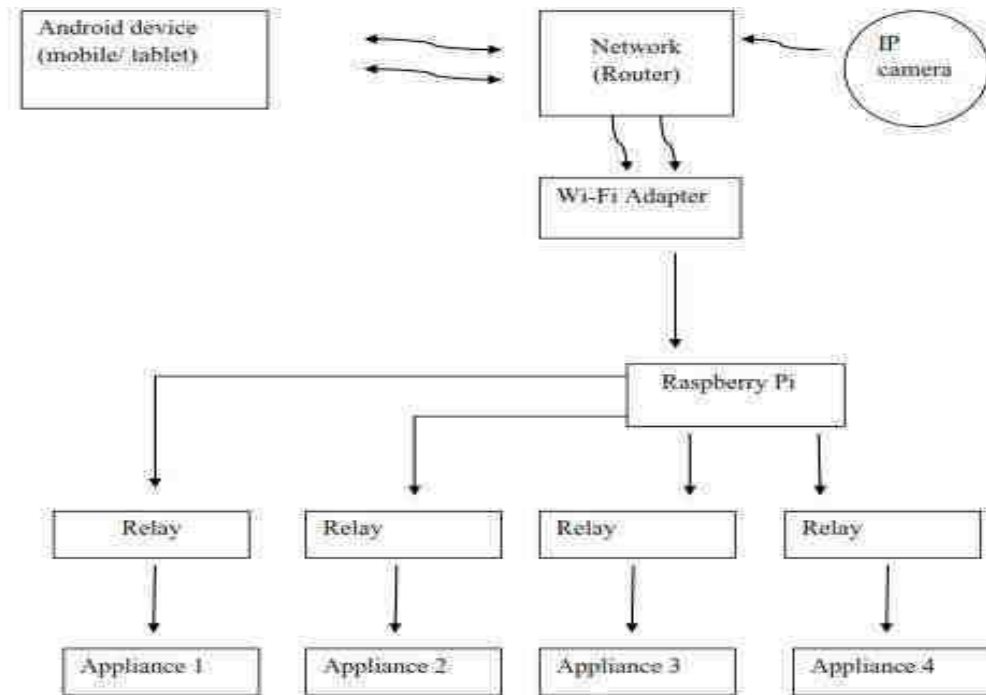 Android device
(mobile/ tablet)
Network
(Router)
IP
camera
Wi-Fi Adapter
Raspberry Pi
Relay
Relay
Relay
Relay
Appliance 1
Appliance 2
Appliance 3
Appliance 4